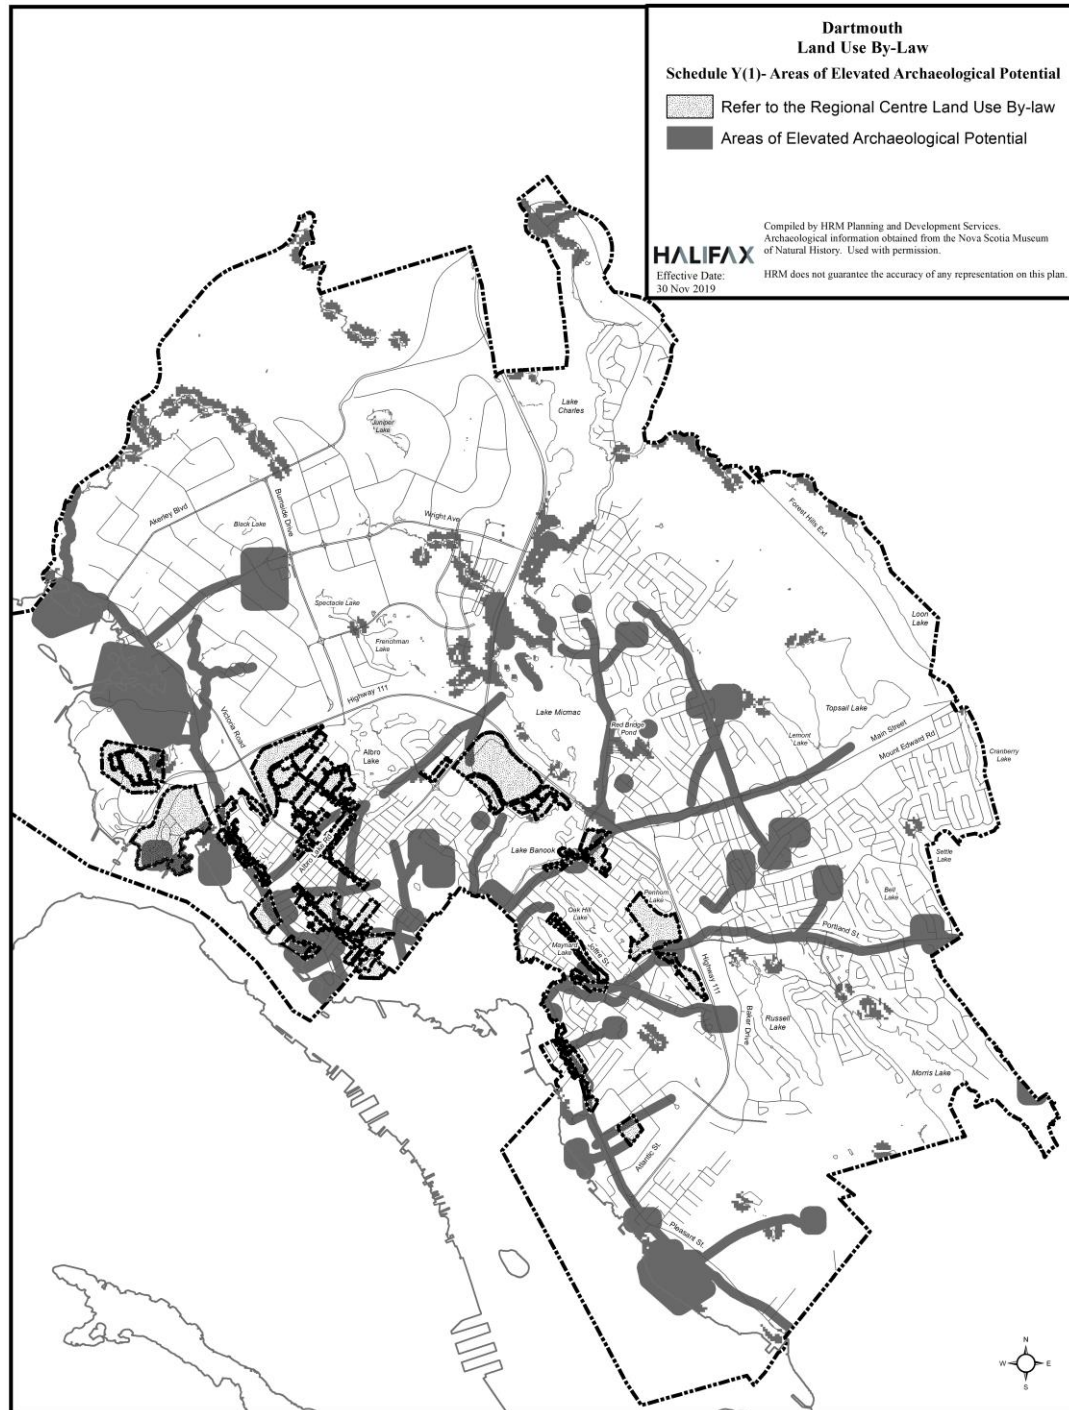 Dartmouth
Land Use By-Law
Schedule Y(1)- Areas of Elevated Archaeological Potential
Refer to the Regional Centre Land Use By-law
Areas of Elevated Archaeological Potential
Compiled by HRM Planning and Development Services.
Archaeological information obtained from the Nova Scotia Museum
of Natural History. Used with permission.
HALIFAX
Effective Date:
30 Nov 2019
HRM does not guarantee the accuracy of any representation on this plan.
Lake
Charles
Juniper
Lake
Akerley Blvd
Burnside Drive
Black Lake
Wright Ave
Forest Hills Ext
Spectacle Lake
Frenchman
Lake
Loon
Lake
Highway 111
Victoria Road
Lake Micmac
Red Bridge
Pond
Topsail Lake
Lemont
Lake
Main Street
Mount Edward Rd
Cranberry
Lake
Albro
Lake
Albro Lake Rd
Lake Banook
Settle
Lake
Bell
Lake
Penhorn
Lake
Oak Hill
Lake
Maynard
Lake
Joffre St.
Portland St.
Highway 111
Baker Drive
Russell
Lake
Morris Lake
Atlantic St.
Pleasant St.
N
W
E
S